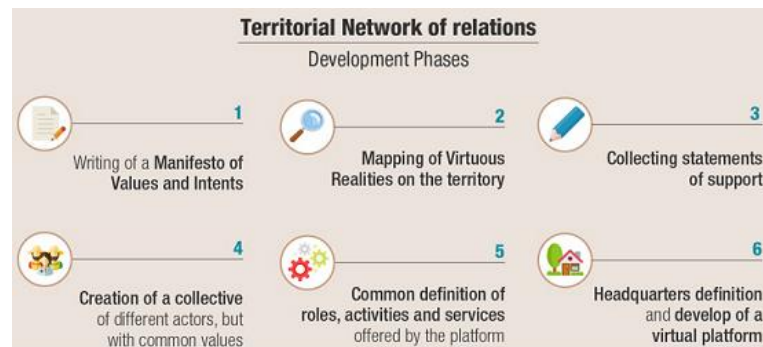 Territorial Network of relations
Development Phases
1
Writing of a Manifesto of
Values and Intents
2
Mapping of Virtuous
Realities on the territory
3
Collecting statements
of support
4
Creation of a collective
of different actors, but
with common values
5
Common definition of
roles, activities and services
offered by the platform
6
Headquarters definition
and develop of a
virtual platform